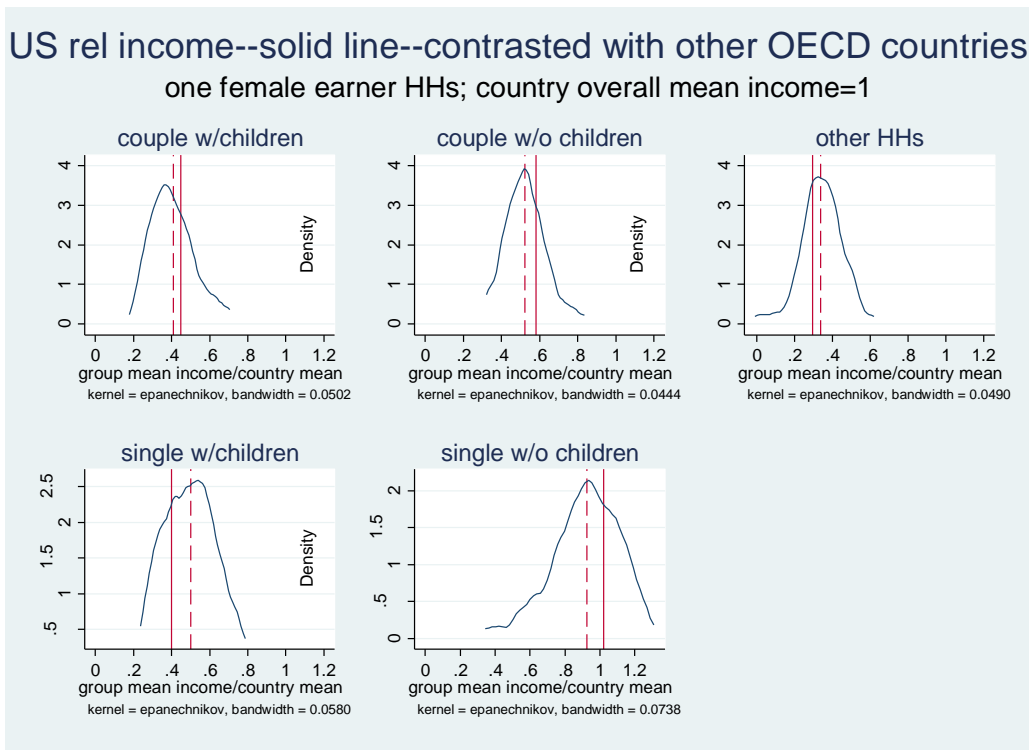 US rel income--solid line--contrasted with other OECD countries
one female earner HHs; country overall mean income=1
couple w/children
4
3
2
1
0
0 .2 .4 .6 .8 1 1.2
group mean income/country mean
kernel = epanechnikov, bandwidth = 0.0502
couple w/o children
Density
4
3
2
1
0
0 .2 .4 .6 .8 1 1.2
group mean income/country mean
kernel = epanechnikov, bandwidth = 0.0444
other HHs
Density
4
3
2
1
0
0 .2 .4 .6 .8 1 1.2
group mean income/country mean
kernel = epanechnikov, bandwidth = 0.0490
single w/children
2.5
2
1.5
1
.5
0 .2 .4 .6 .8 1 1.2
group mean income/country mean
kernel = epanechnikov, bandwidth = 0.0580
single w/o children
Density
2
1.5
1
.5
0
0 .2 .4 .6 .8 1 1.2
group mean income/country mean
kernel = epanechnikov, bandwidth = 0.0738